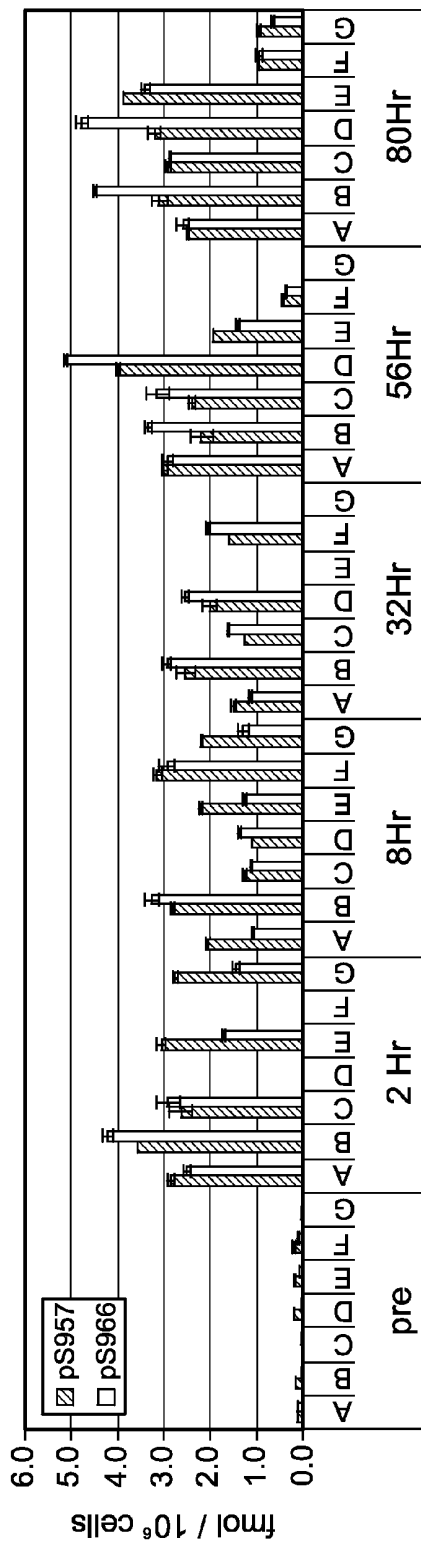 fmol / 10⁶ cells
6.0
5.0
4.0
3.0
2.0
1.0
0.0
pS957
pS966
A B C D E F G
A B C D E F G
A B C D E F G
A B C D E F G
A B C D E F G
A B C D E F G
pre
2 Hr
8Hr
32Hr
56Hr
80Hr